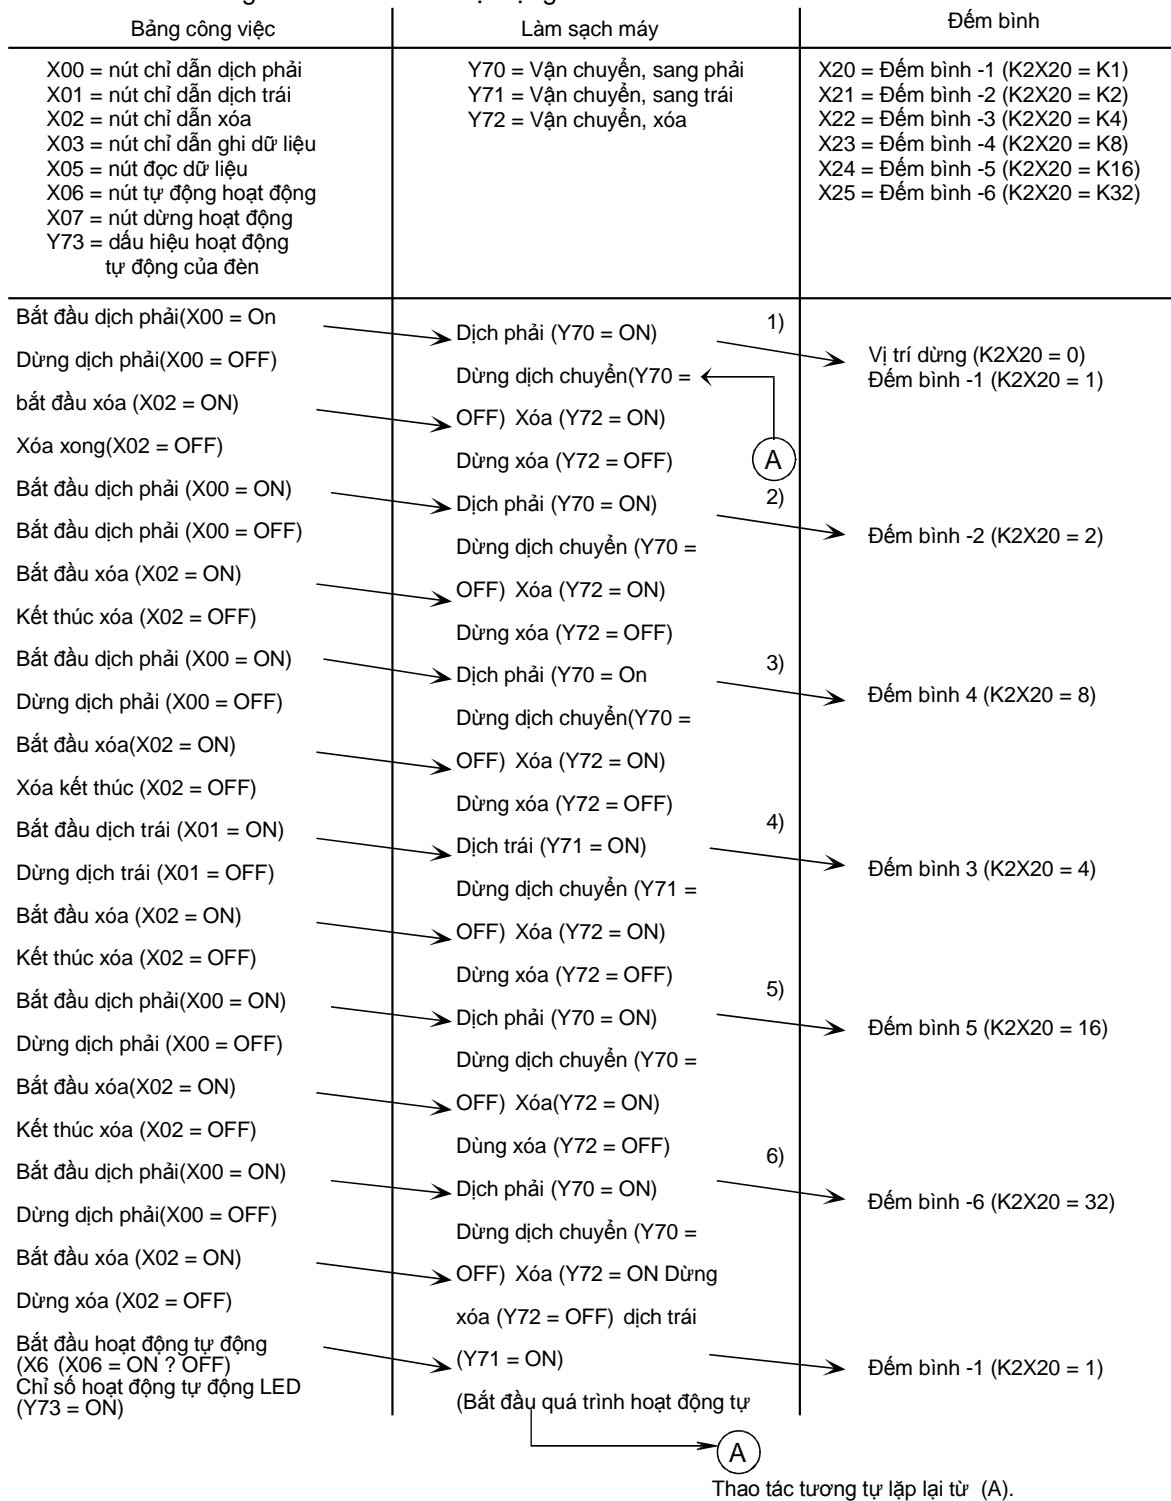 Bảng công việc
Làm sạch máy
Đếm bình
X00 = nút chỉ dẫn dịch phải
X01 = nút chỉ dẫn dịch trái
X02 = nút chỉ dẫn xóa
X03 = nút chỉ dẫn ghi dữ liệu
X05 = nút đọc dữ liệu
X06 = nút tự động hoạt động
X07 = nút dừng hoạt động
Y73 = dấu hiệu hoạt động
tự động của đèn
Y70 = Vận chuyển, sang phải
Y71 = Vận chuyển, sang trái
Y72 = Vận chuyển, xóa
X20 = Đếm bình -1 (K2X20 = K1)
X21 = Đếm bình -2 (K2X20 = K2)
X22 = Đếm bình -3 (K2X20 = K4)
X23 = Đếm bình -4 (K2X20 = K8)
X24 = Đếm bình -5 (K2X20 = K16)
X25 = Đếm bình -6 (K2X20 = K32)
Bắt đầu dịch phải(X00 = On
Dừng dịch phải(X00 = OFF)
bắt đầu xóa (X02 = ON)
Xóa xong(X02 = OFF)
Bắt đầu dịch phải (X00 = ON)
Bắt đầu dịch phải (X00 = OFF)
Bắt đầu xóa (X02 = ON)
Kết thúc xóa (X02 = OFF)
Bắt đầu dịch phải (X00 = ON)
Dừng dịch phải (X00 = OFF)
Bắt đầu xóa(X02 = ON)
Xóa kết thúc (X02 = OFF)
Bắt đầu dịch trái (X01 = ON)
Dừng dịch trái (X01 = OFF)
Bắt đầu xóa (X02 = ON)
Kết thúc xóa (X02 = OFF)
Bắt đầu dịch phải(X00 = ON)
Dừng dịch phải (X00 = OFF)
Bắt đầu xóa(X02 = ON)
Kết thúc xóa (X02 = OFF)
Bắt đầu dịch phải(X00 = ON)
Dừng dịch phải(X00 = OFF)
Bắt đầu xóa (X02 = ON)
Dừng xóa (X02 = OFF)
Bắt đầu hoạt động tự động
(X6 (X06 = ON ? OFF)
Chỉ số hoạt động tự động LED
(Y73 = ON)
Dịch phải (Y70 = ON)
1)
Dừng dịch chuyển(Y70 =
OFF) Xóa (Y72 = ON)
Dừng xóa (Y72 = OFF)
A
Dịch phải (Y70 = ON)
2)
Dừng dịch chuyển (Y70 =
OFF) Xóa (Y72 = ON)
Dừng xóa (Y72 = OFF)
Dịch phải (Y70 = On
3)
Dừng dịch chuyển(Y70 =
OFF) Xóa (Y72 = ON)
Dừng xóa (Y72 = OFF)
Dịch trái (Y71 = ON)
4)
Dừng dịch chuyển (Y71 =
OFF) Xóa (Y72 = ON)
Dừng xóa (Y72 = OFF)
Dịch phải (Y70 = ON)
5)
Dừng dịch chuyển (Y70 =
OFF) Xóa(Y72 = ON)
Dùng xóa (Y72 = OFF)
Dịch phải (Y70 = ON)
6)
Dừng dịch chuyển (Y70 =
OFF) Xóa (Y72 = ON Dừng
xóa (Y72 = OFF) dịch trái
(Y71 = ON)
(Bắt đầu quá trình hoạt động tự
A
Vị trí dừng (K2X20 = 0)
Đếm bình -1 (K2X20 = 1)
Đếm bình -2 (K2X20 = 2)
Đếm bình 4 (K2X20 = 8)
Đếm bình 3 (K2X20 = 4)
Đếm bình 5 (K2X20 = 16)
Đếm bình -6 (K2X20 = 32)
Đếm bình -1 (K2X20 = 1)
Thao tác tương tự lặp lại từ (A).